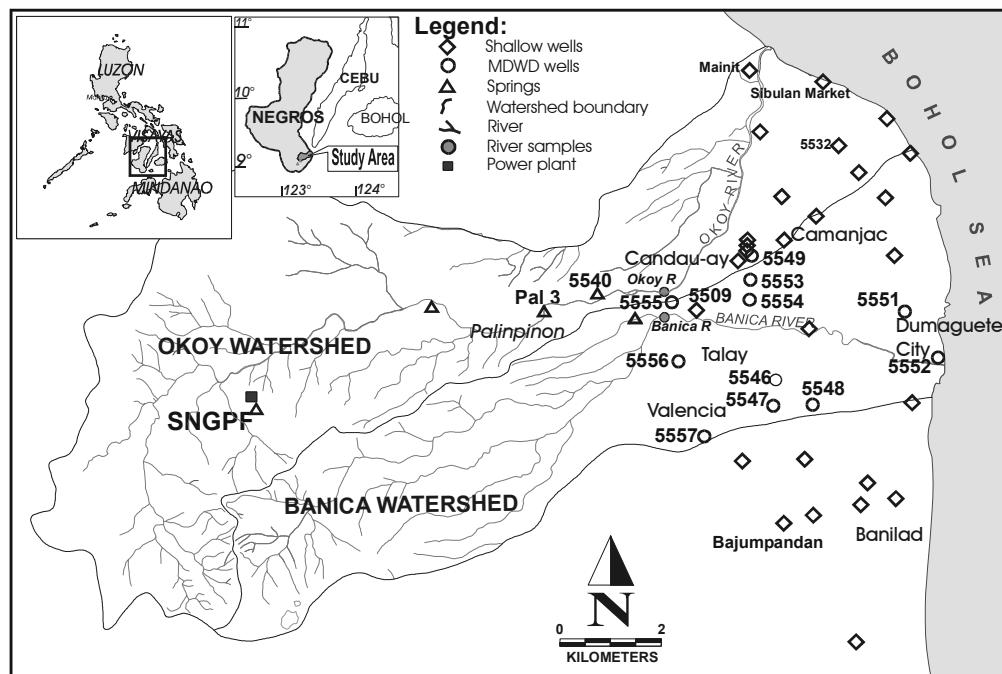 Legend:
Shallow wells
MDWD wells
Springs
Watershed boundary
River
River samples
Power plant
LUZON
VISAYAS
MINDANAO
11°
10°
9°
123°
124°
CEBU
BOHOL
NEGROS
Study Area
BOHOL SEA
Mainit
Sibulan Market
5532
OKOY RIVER
Camanjac
Candau-ay
5549
5553
5554
5540
Okoy R
Pal 3
5555
5509
5551
Palinpinon
Banica R
BANICA RIVER
Dumaguete
City
5552
OKOY WATERSHED
5556
Talay
5546
5547
5548
SNGPF
Valencia
5557
BANICA WATERSHED
Bajumpandan
Banilad
N
0
2
KILOMETERS